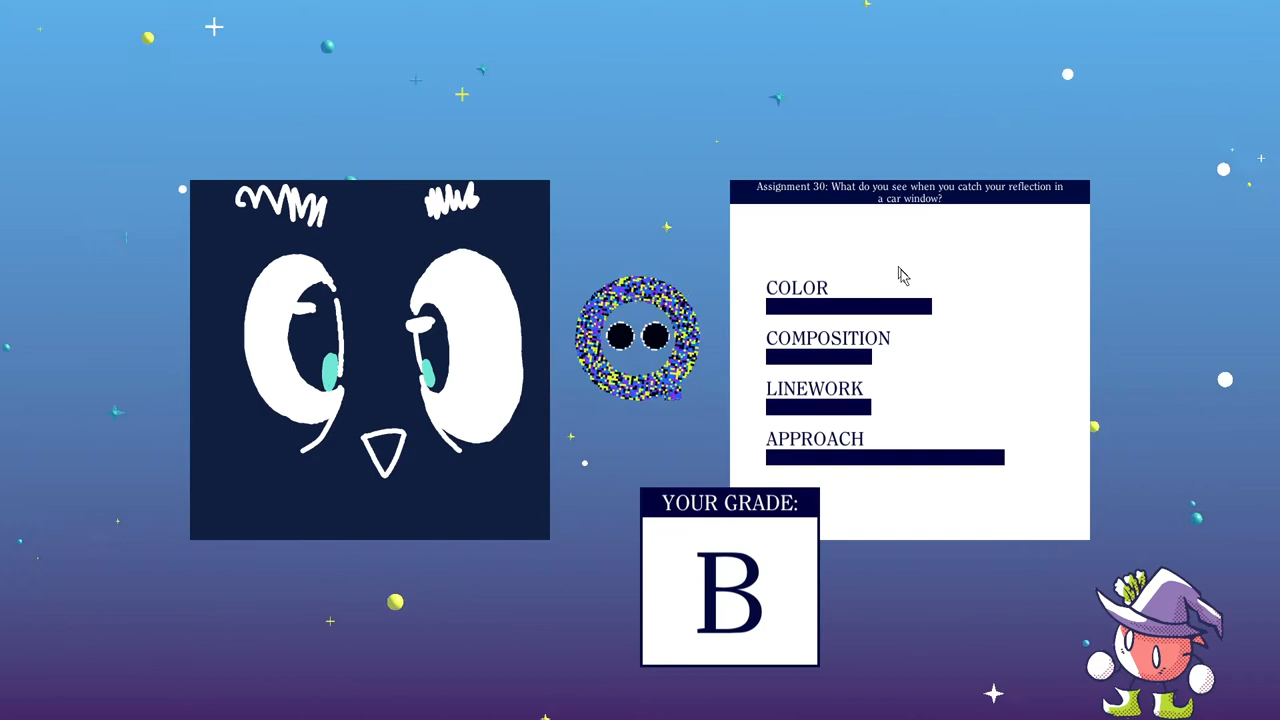 Assignment 30: What do you see when you catch your reflection in
a car window?
COLOR
COMPOSITION
LINEWORK
APPROACH
YOUR GRADE:
B